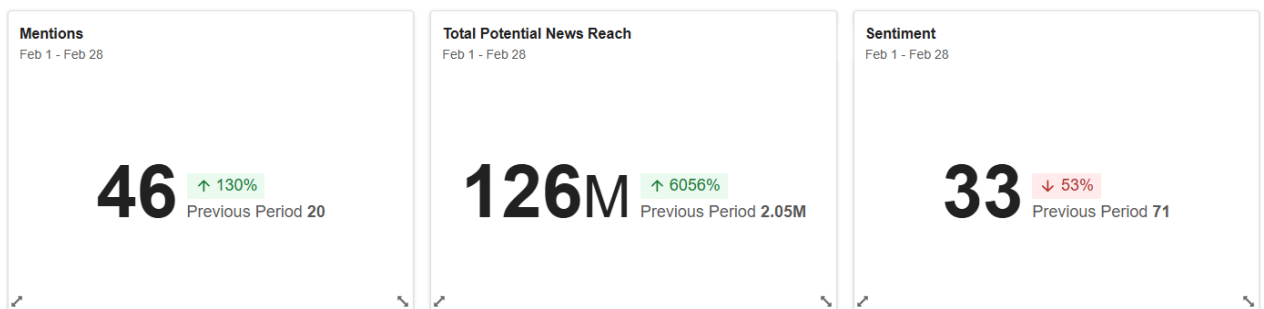 Mentions
Feb 1 - Feb 28
46
↑ 130%
Previous Period 20
Total Potential News Reach
Feb 1 - Feb 28
126M
↑ 6056%
Previous Period 2.05M
Sentiment
Feb 1 - Feb 28
33
↓ 53%
Previous Period 71